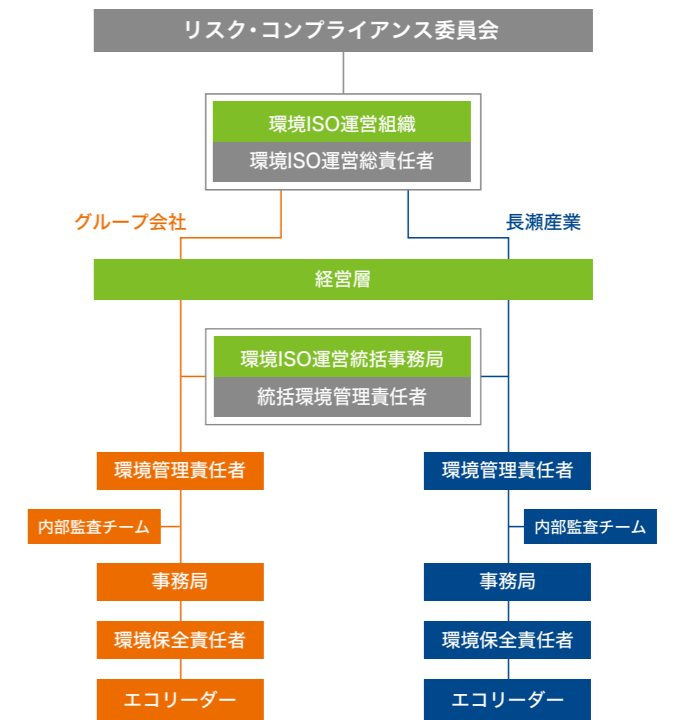 リスク・コンプライアンス委員会
環境ISO運営組織
環境ISO運営総責任者
グループ会社
長瀬産業
経営層
環境ISO運営統括事務局
統括環境管理責任者
環境管理責任者
環境管理責任者
内部監査チーム
内部監査チーム
事務局
事務局
環境保全責任者
環境保全責任者
エコリーダー
エコリーダー